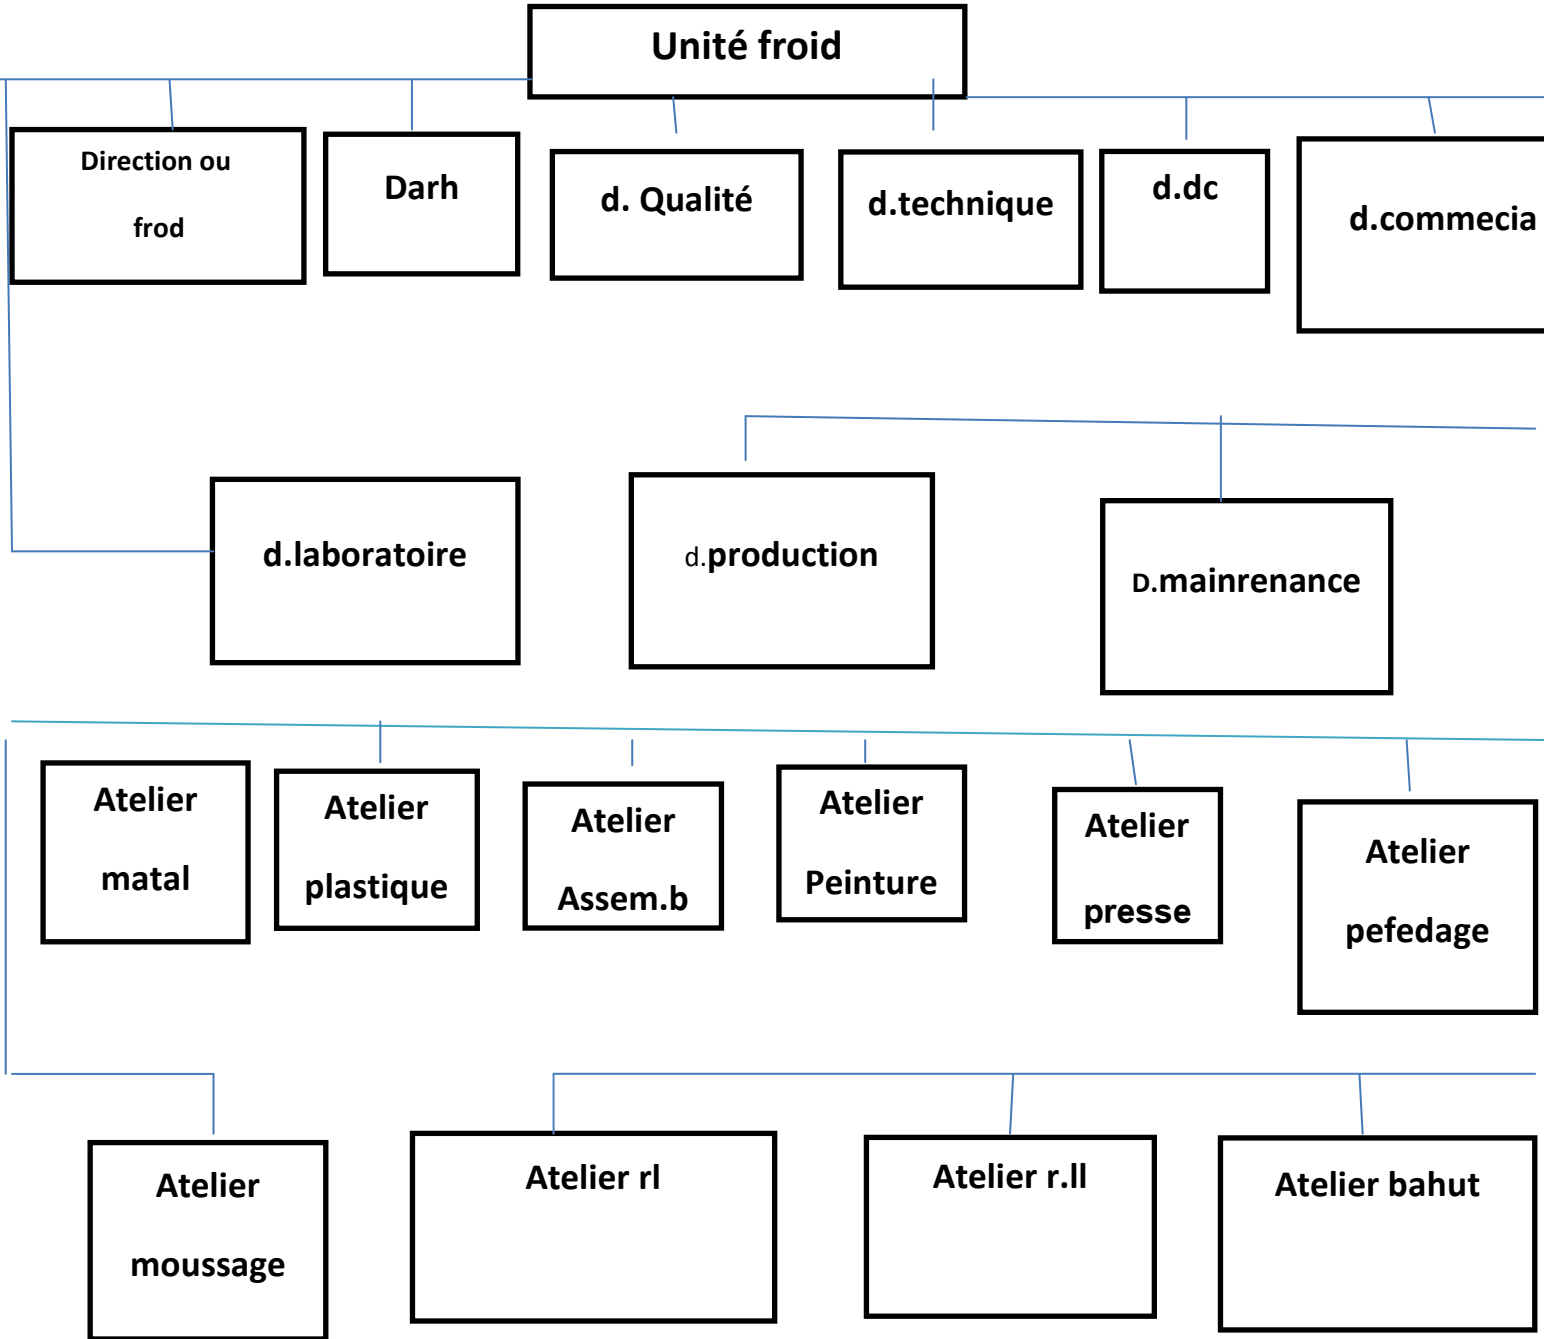 Unité froid
Direction ou
frod
Darh
d. Qualité
d.technique
d.dc
d.commecia
d.laboratoire
d.production
D.mainrenance
Atelier
matal
Atelier
plastique
Atelier
Assem.b
Atelier
Peinture
Atelier
presse
Atelier
pefedage
Atelier
moussage
Atelier rl
Atelier r.ll
Atelier bahut